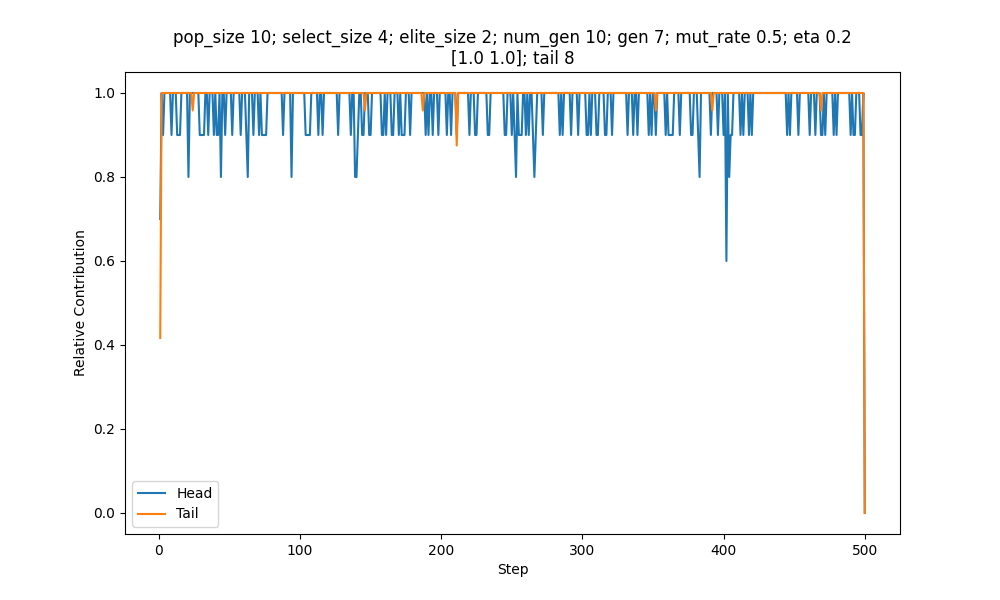 pop_size 10; select_size 4; elite_size 2; num_gen 10; gen 7; mut_rate 0.5; eta 0.2
[1.0 1.0]; tail 8
1.0
0.8
0.6
0.4
0.2
0.0
Relative Contribution
Head
Tail
0
100
200
300
400
500
Step